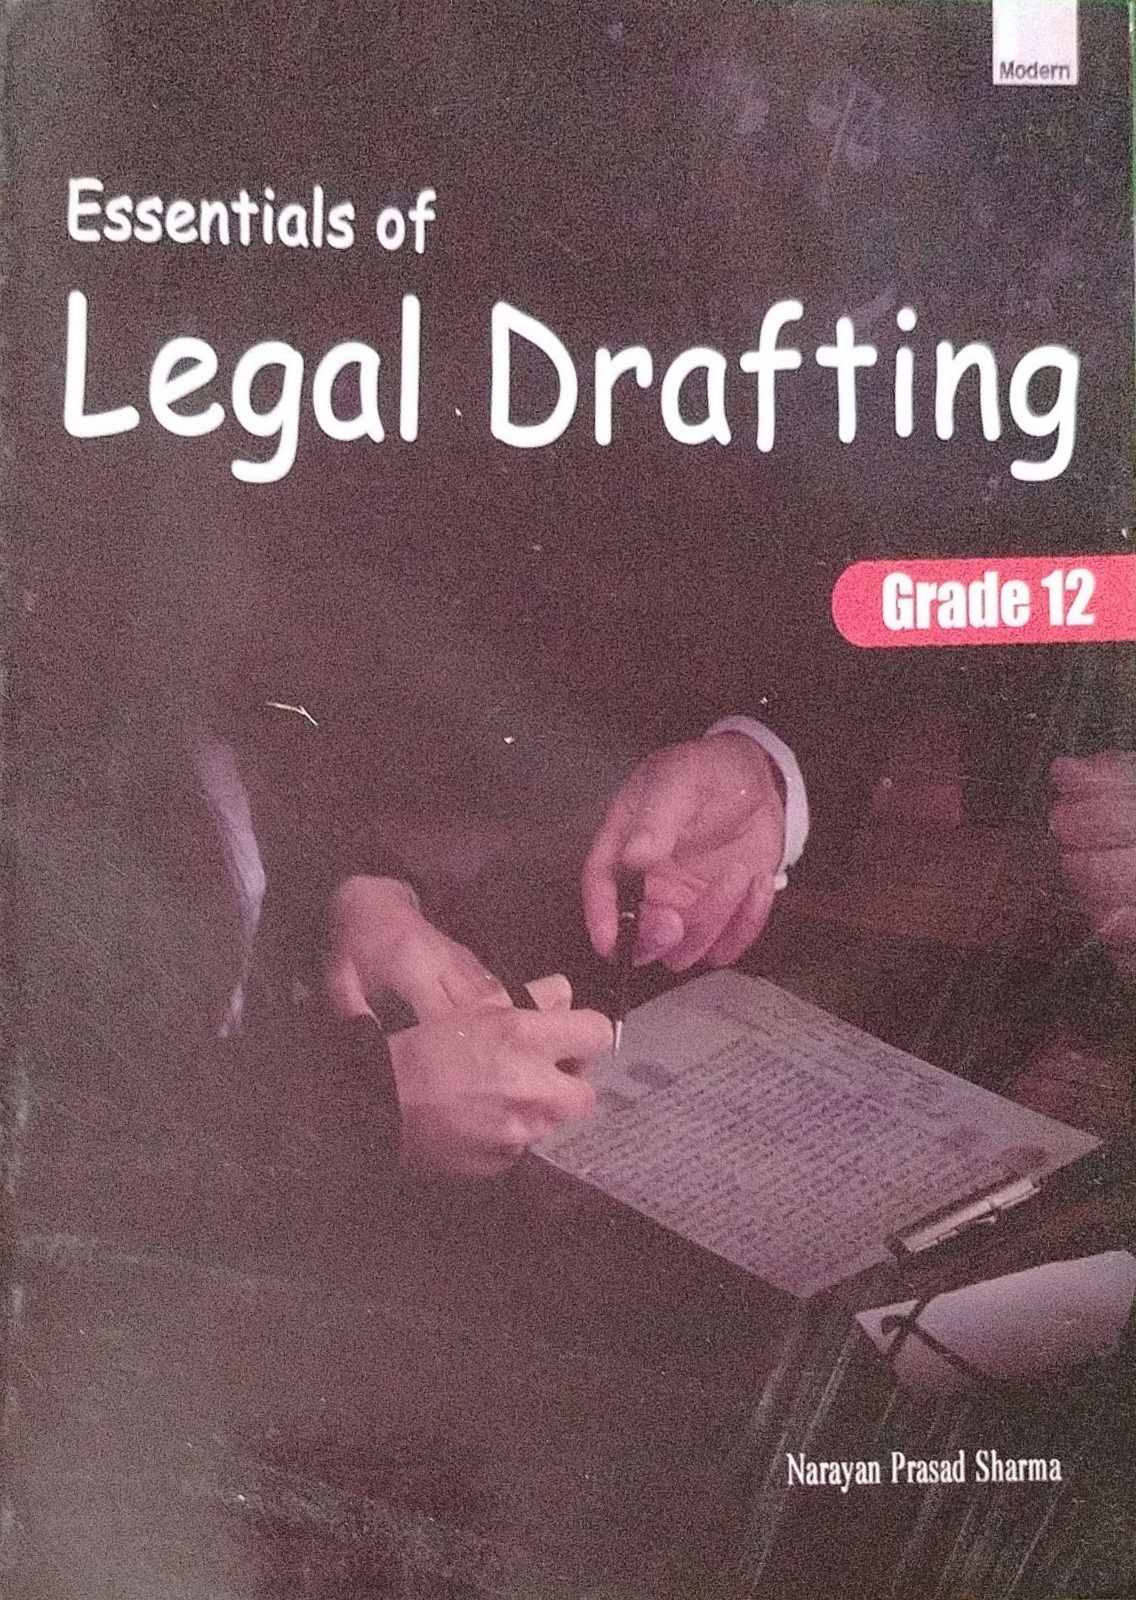 Modern
Essentials of
Legal Drafting
Grade 12
Narayan Prasad Sharma